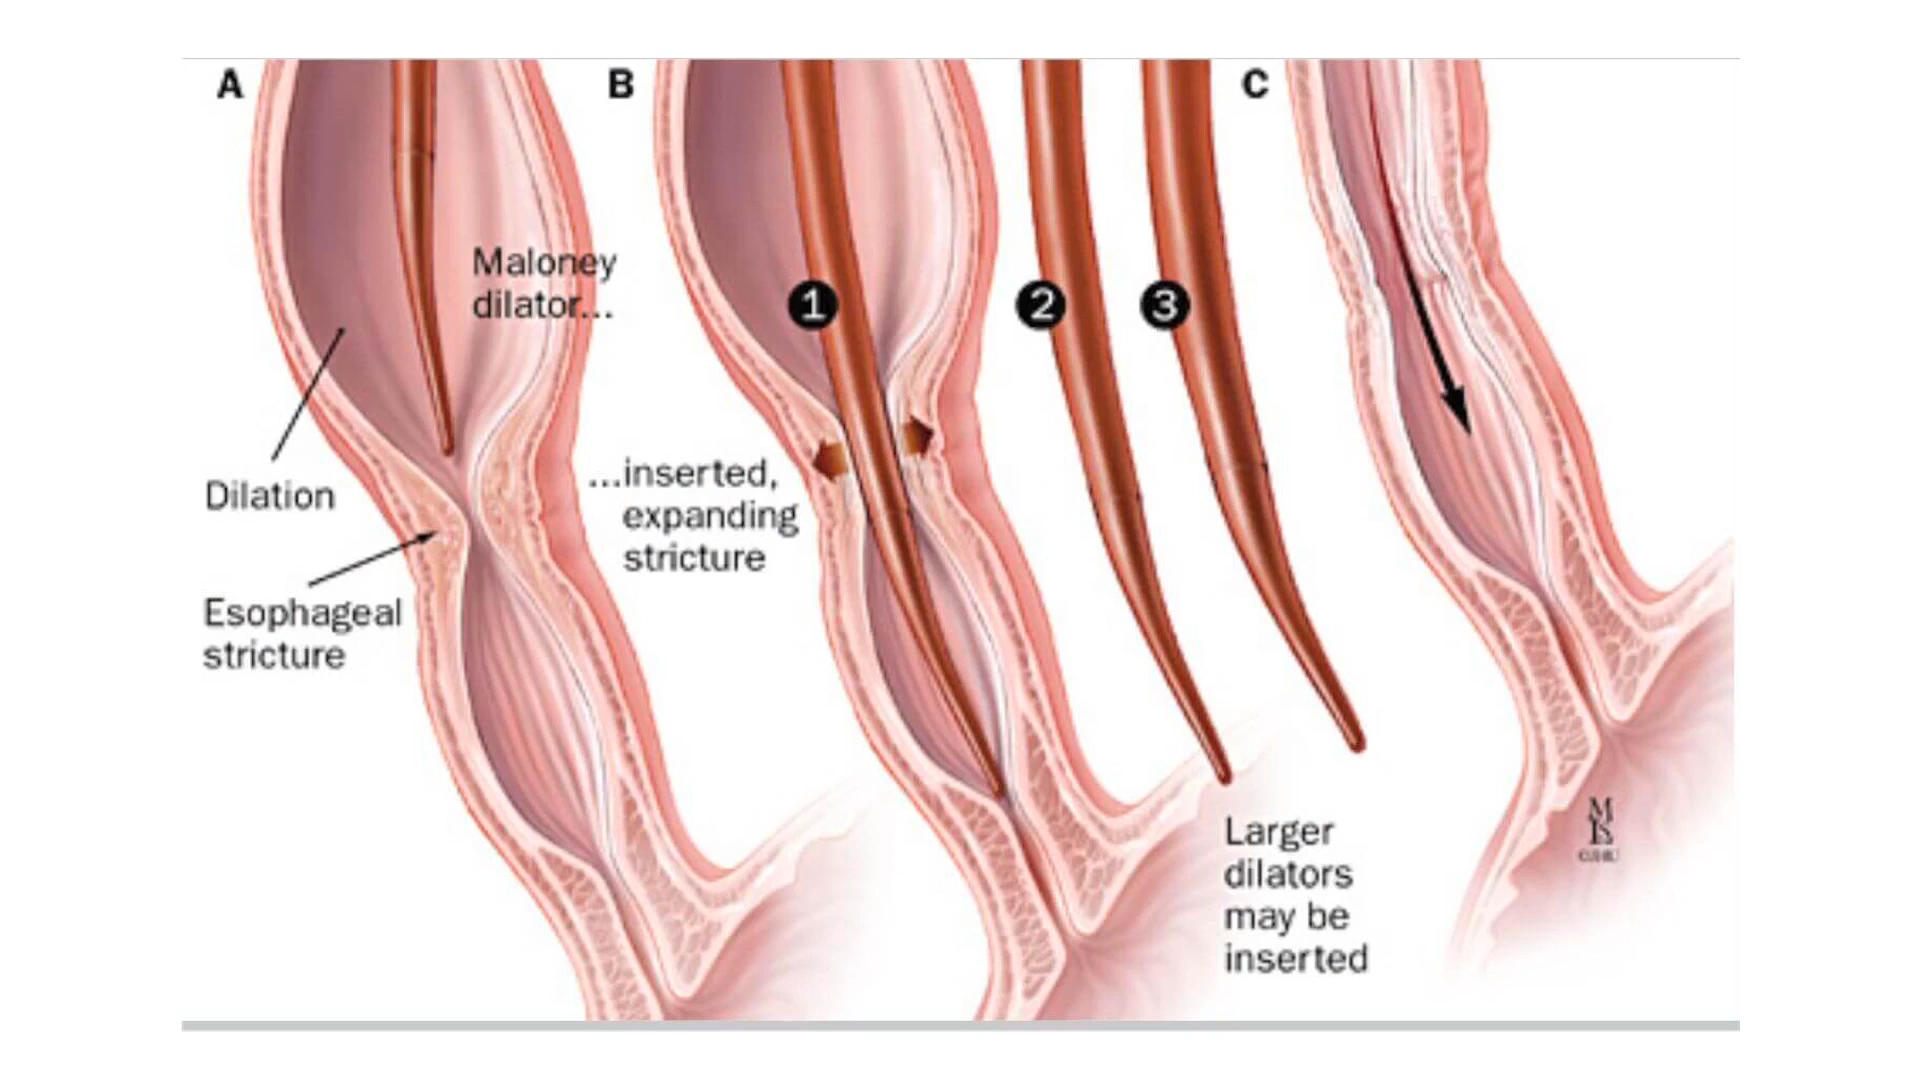 A
B
C
Maloney
dilator...
1
2
3
Dilation
...inserted,
expanding
stricture
Esophageal
stricture
Larger
dilators
may be
inserted